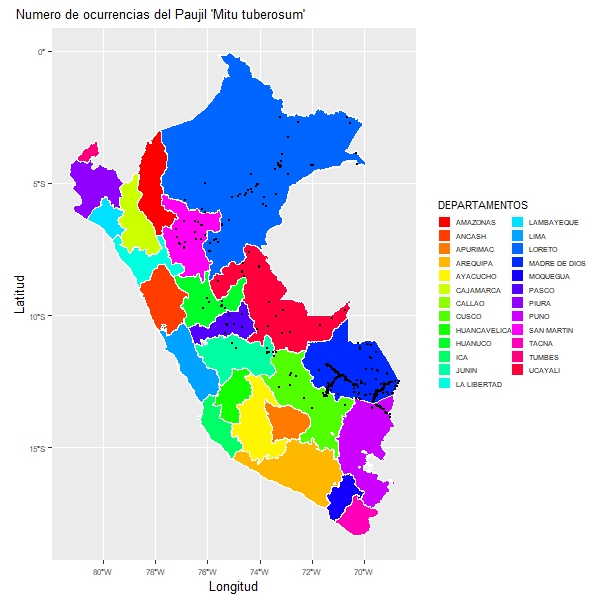 Numero de ocurrencias del Paujil 'Mitu tuberosum'
0°
5°S
10°S
15°S
Latitud
80°W
78°W
76°W
74°W
72°W
70°W
Longitud
DEPARTAMENTOS
AMAZONAS
ANCASH
APURIMAC
AREQUIPA
AYACUCHO
CAJAMARCA
CALLAO
CUSCO
HUANCAVELICA
HUANUCO
ICA
JUNIN
LA LIBERTAD
LAMBAYEQUE
LIMA
LORETO
MADRE DE DIOS
MOQUEGUA
PASCO
PIURA
PUNO
SAN MARTIN
TACNA
TUMBES
UCAYALI